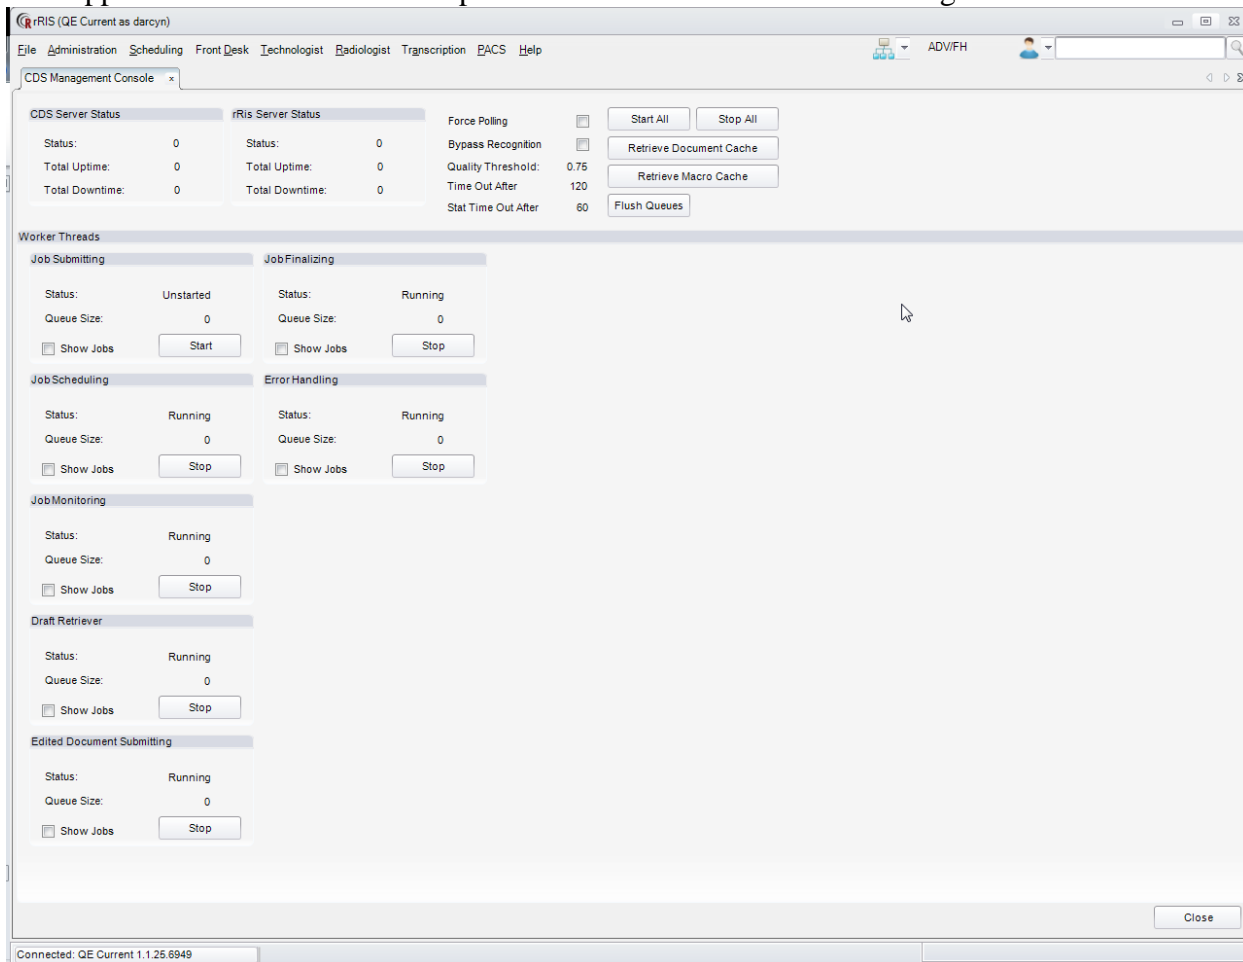 rRIS (QE Current as darcyn)
File Administration Scheduling Front Desk Technologist Radiologist Transcription PACS Help ADV/FH
CDS Management Console x
CDS Server Status rRis Server Status
Force Polling Start All Stop All
Status: 0 Status: 0 Bypass Recognition Retrieve Document Cache
Total Uptime: 0 Total Uptime: 0 Quality Threshold: 0.75 Retrieve Macro Cache
Total Downtime: 0 Total Downtime: 0 Time Out After 120
Stat Time Out After 60 Flush Queues
Worker Threads
Job Submitting Job Finalizing
Status: Unstarted Status: Running
Queue Size: 0 Queue Size: 0
Show Jobs Start Show Jobs Stop
Job Scheduling Error Handling
Status: Running Status: Running
Queue Size: 0 Queue Size: 0
Show Jobs Stop Show Jobs Stop
Job Monitoring
Status: Running
Queue Size: 0
Show Jobs Stop
Draft Retriever
Status: Running
Queue Size: 0
Show Jobs Stop
Edited Document Submitting
Status: Running
Queue Size: 0
Show Jobs Stop
Close
Connected: QE Current 1.1.25.6949